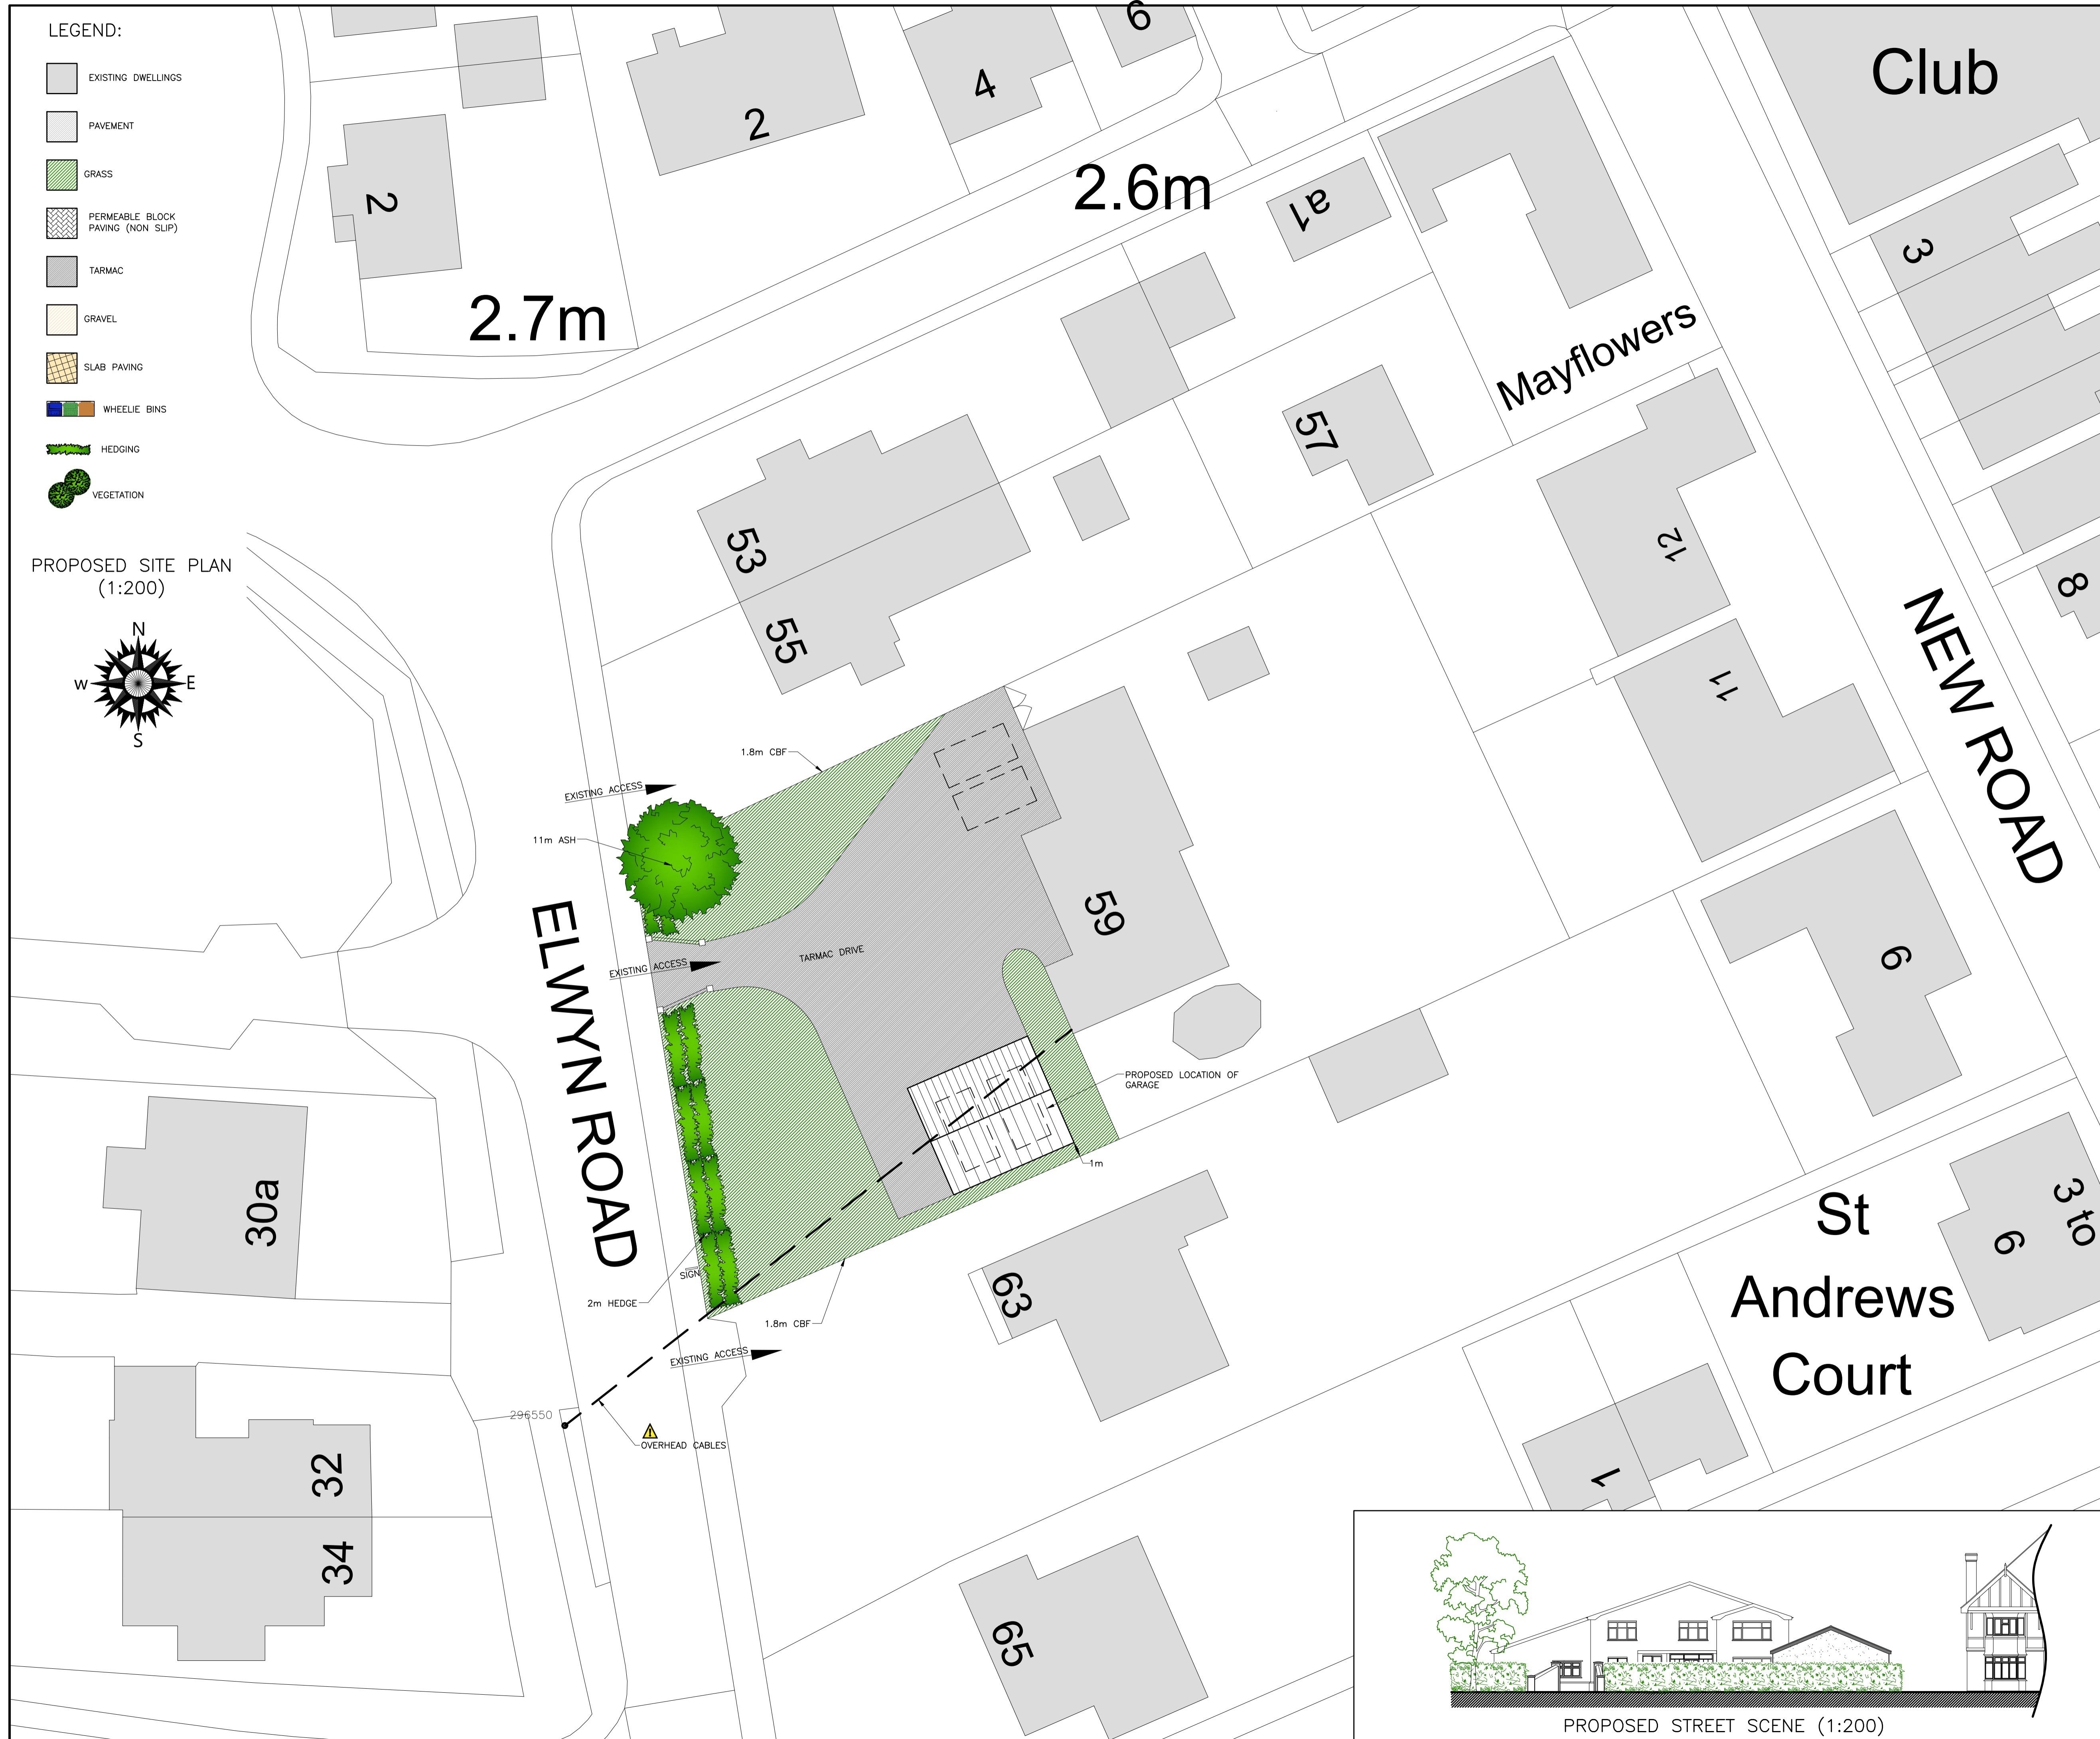 LEGEND:
EXISTING DWELLINGS
PAVEMENT
GRASS
PERMEABLE BLOCK
PAVING (NON SLIP)
TARMAC
GRAVEL
SLAB PAVING
WHEELIE BINS
HEDGING
VEGETATION
PROPOSED SITE PLAN
(1:200)
N
W
E
S
2
2
4
6
Club
2.6m
2.7m
a1
3
Mayflowers
57
53
55
12
11
8
NEW ROAD
1.8m CBF
EXISTING ACCESS
11m ASH
59
TARMAC DRIVE
EXISTING ACCESS
ELWYN ROAD
9
PROPOSED LOCATION OF
GARAGE
1m
30a
63
SIGN
2m HEDGE
1.8m CBF
EXISTING ACCESS
St
Andrews
Court
3 to
6
296550
OVERHEAD CABLES
32
34
1
65
PROPOSED STREET SCENE (1:200)